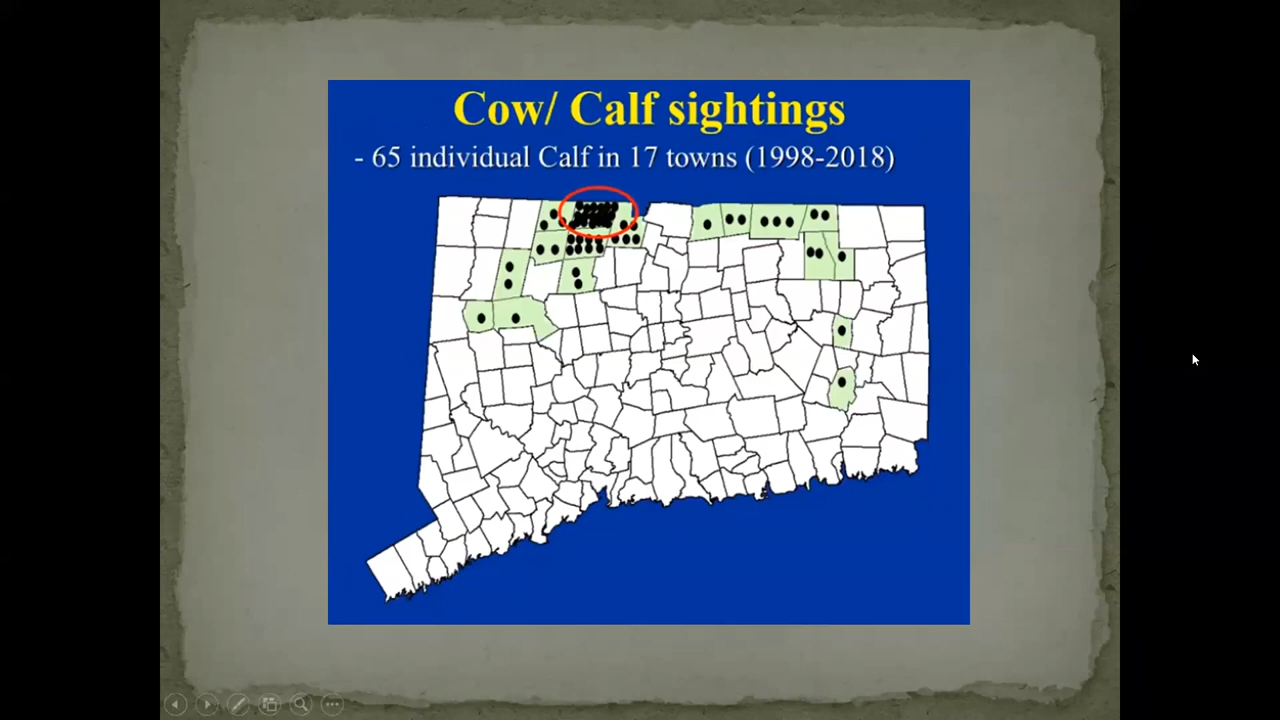 Cow/ Calf sightings
- 65 individual Calf in 17 towns (1998-2018)